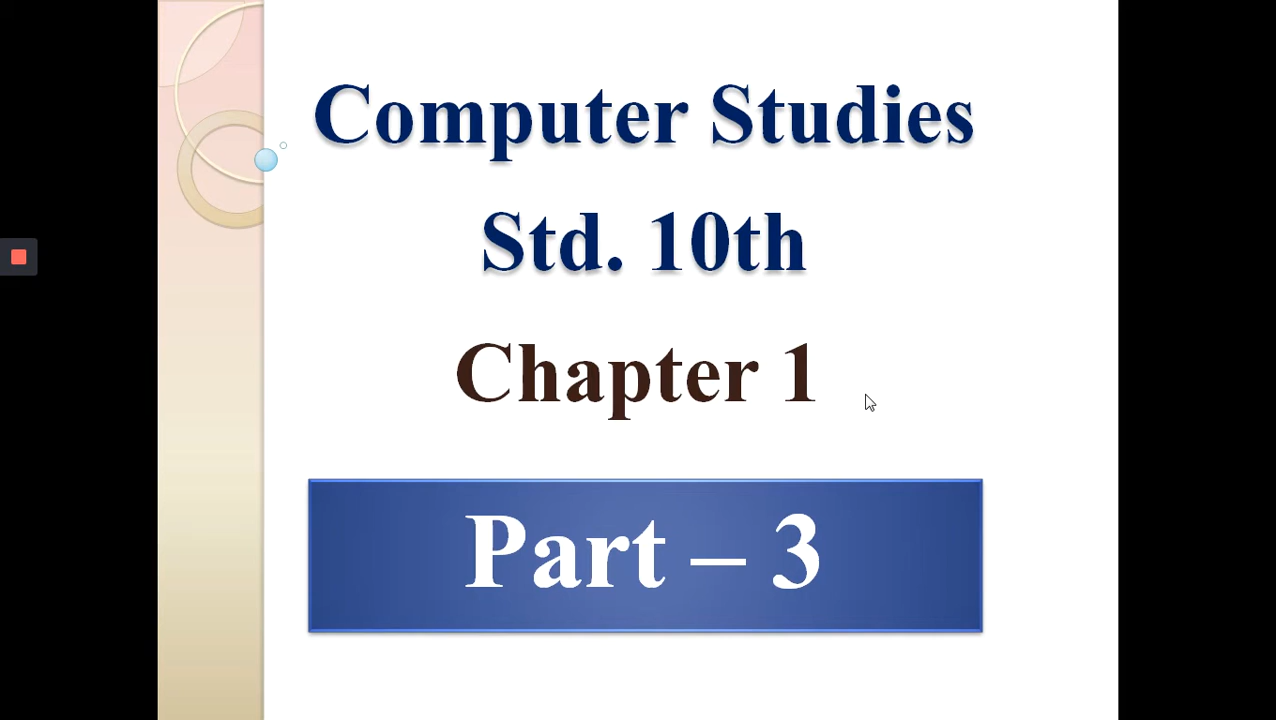 Computer Studies
Std. 10th
Chapter 1
Part – 3